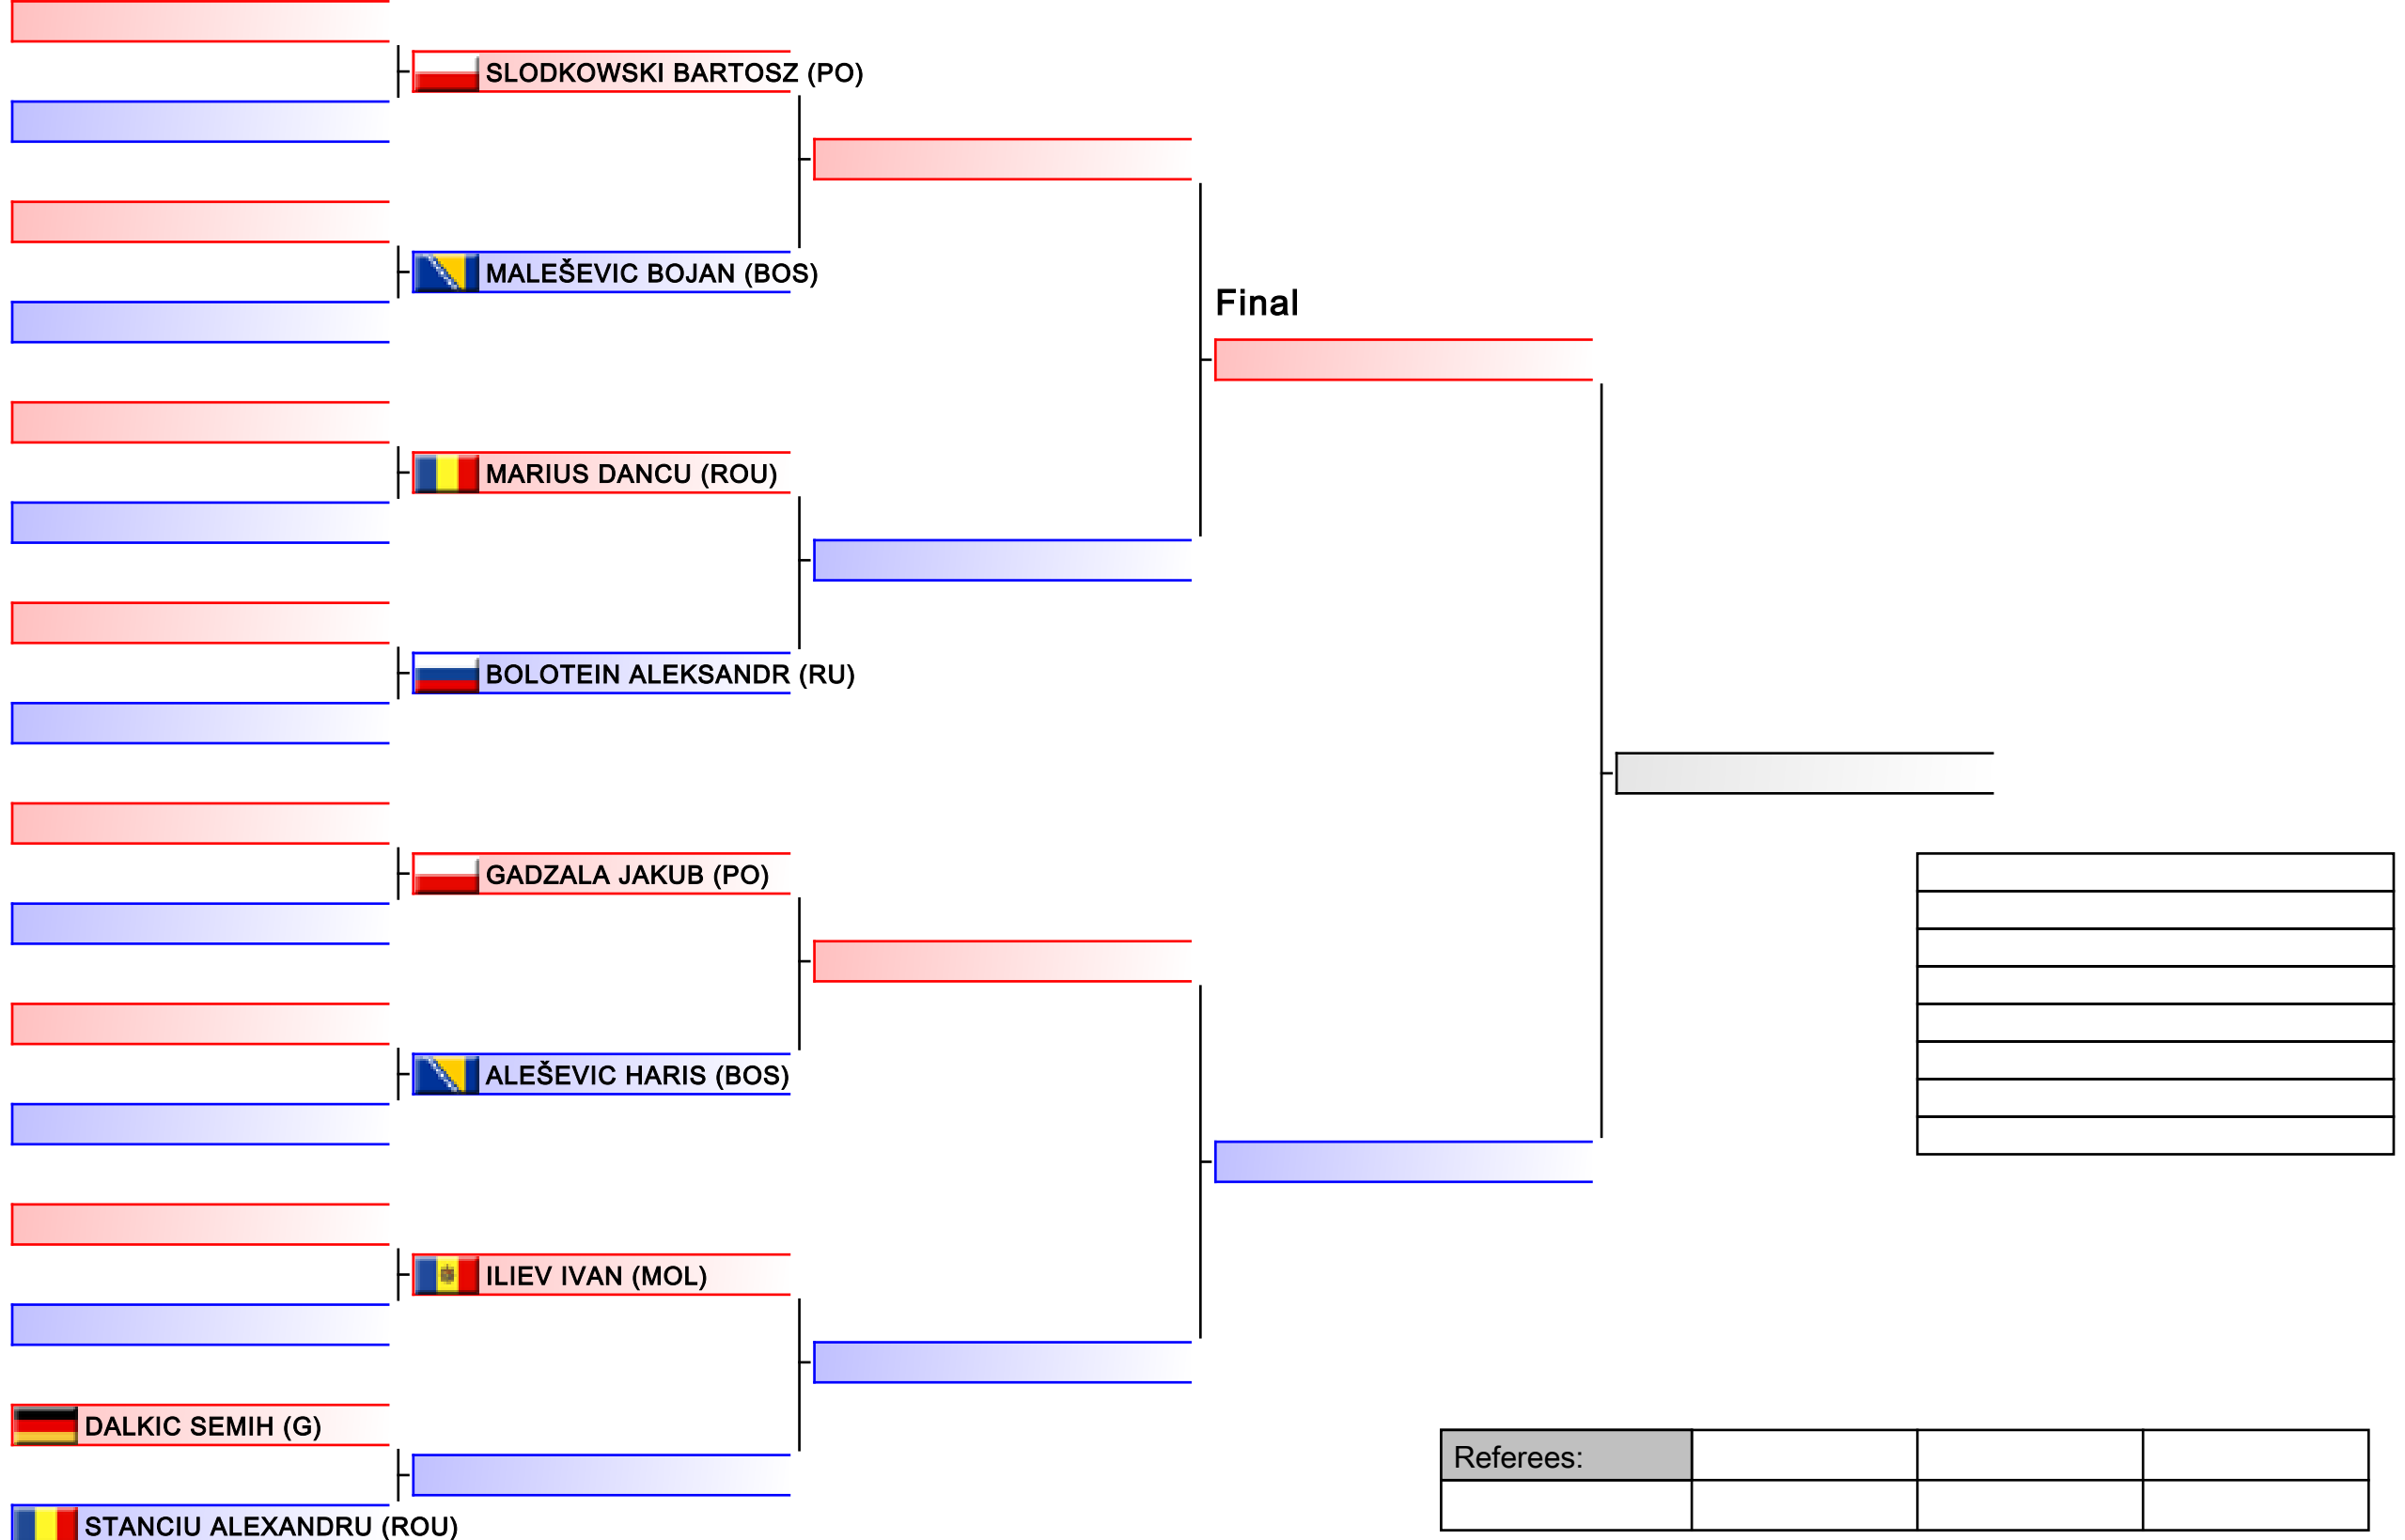 SLODKOWSKI BARTOSZ (PO)
MALEŠEVIC BOJAN (BOS)
Final
MARIUS DANCU (ROU)
BOLOTEIN ALEKSANDR (RU)
GADZALA JAKUB (PO)
ALEŠEVIC HARIS (BOS)
ILIEV IVAN (MOL)
DALKIC SEMIH (G)
Referees:
STANCIU ALEXANDRU (ROU)